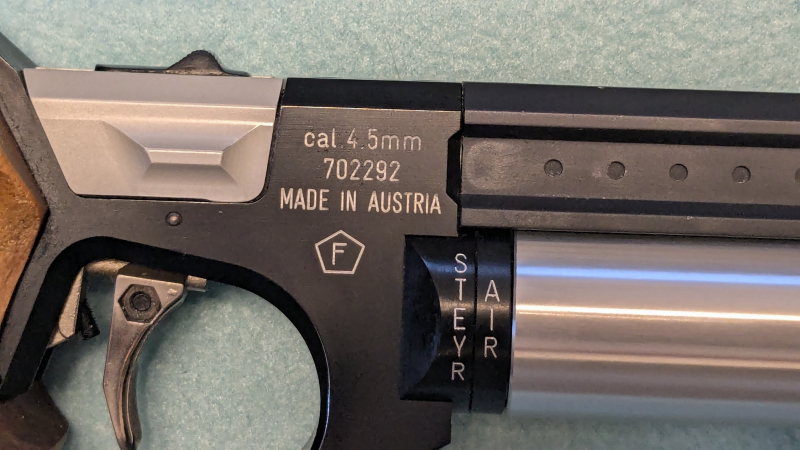 cal.4.5mm
702292
MADE IN AUSTRIA
F
STEYR
AIR